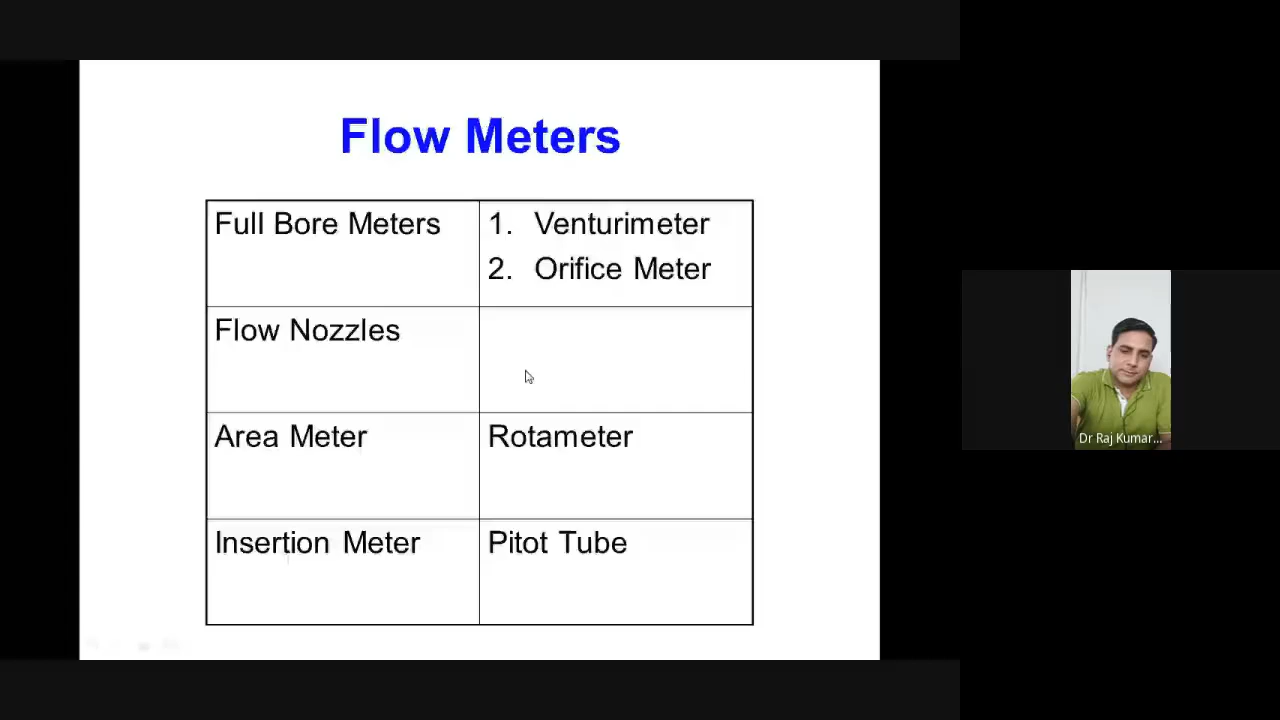 Flow Meters
Full Bore Meters
1. Venturimeter
2. Orifice Meter
Flow Nozzles
Area Meter
Rotameter
Insertion Meter
Pitot Tube
Dr Raj Kumar...